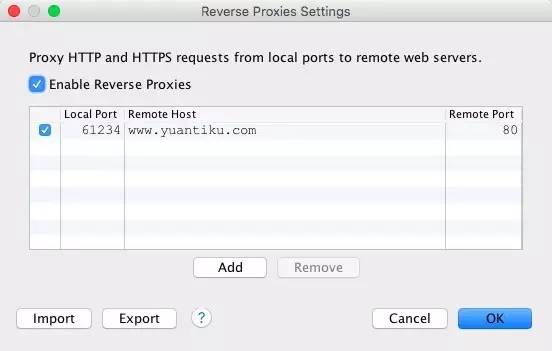 Reverse Proxies Settings
Proxy HTTP and HTTPS requests from local ports to remote web servers.
Enable Reverse Proxies
Local Port Remote Host Remote Port
61234 www.yuantiku.com 80
Add Remove
Import Export ? Cancel OK